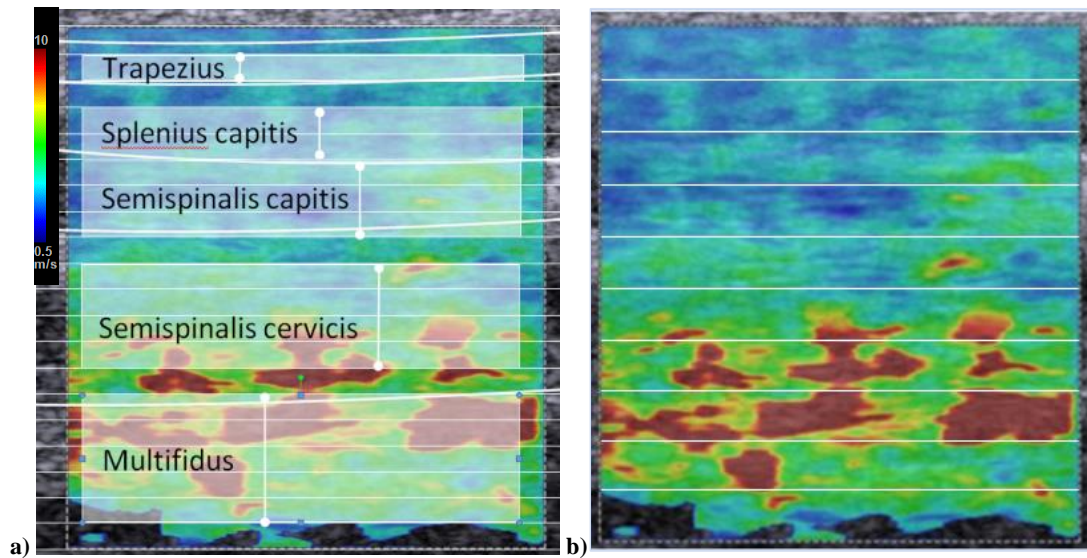 10
0.5
m/s
Trapezius
Splenius capitis
Semispinalis capitis
Semispinalis cervicis
Multifidus
a)
b)